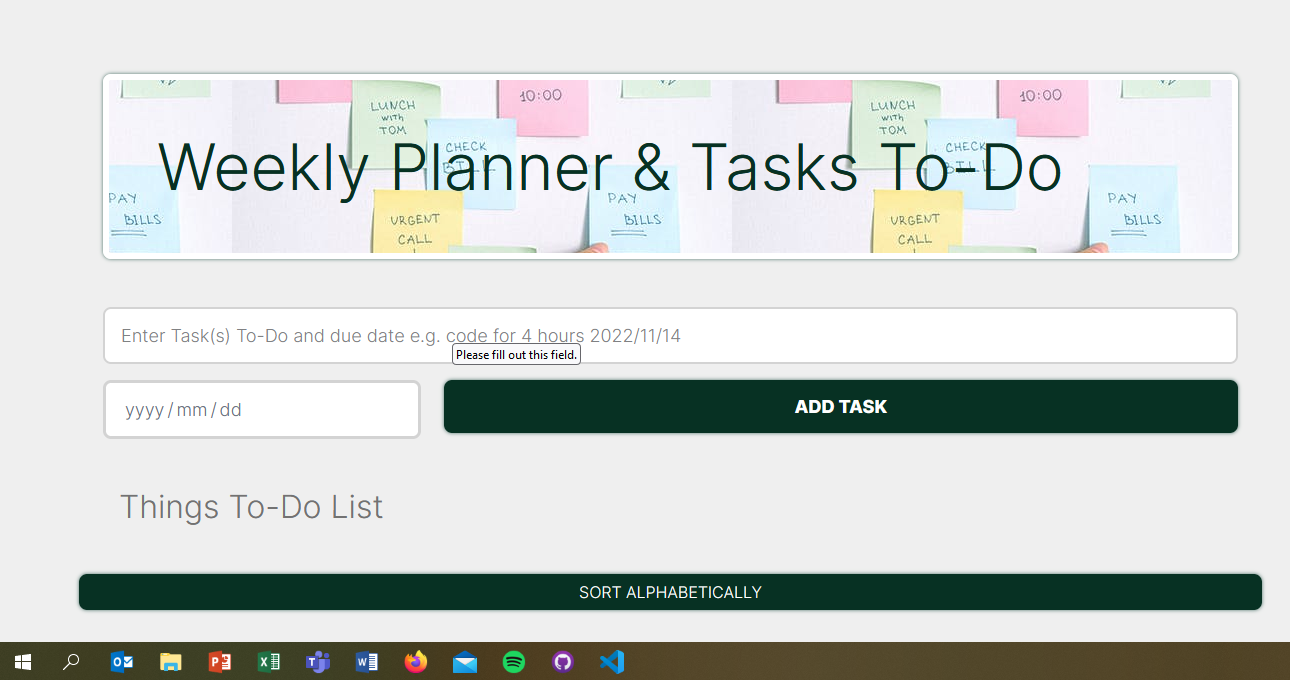 10:00
10:00
LUNCH
with
TOM
LUNCH
with
TOM
CHECK
CHECK
Weekly Planner & Tasks To-Do
PAY
BILLS
PAY
BILLS
PAY
BILLS
URGENT
CALL
URGENT
CALL
Enter Task(s) To-Do and due date e.g. code for 4 hours 2022/11/14
Please fill out this field.
yyyy/mm/dd
ADD TASK
Things To-Do List
SORT ALPHABETICALLY